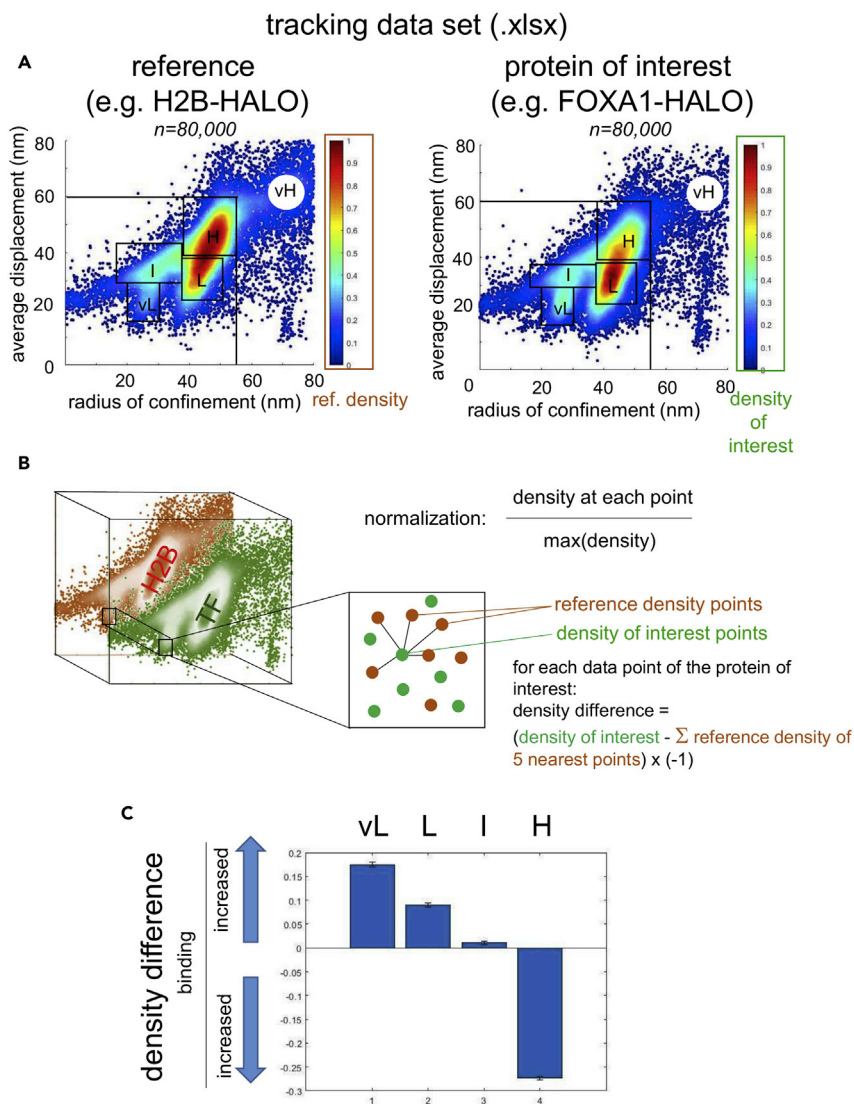 tracking data set (.xlsx)
A
reference
(e.g. H2B-HALO)
n=80,000
average displacement (nm)
80
60
40
20
0
20
40
60
80
radius of confinement (nm)
vH
H
I
L
vL
1
0.9
0.8
0.7
0.6
0.5
0.4
0.3
0.2
0.1
0
ref. density
protein of interest
(e.g. FOXA1-HALO)
n=80,000
average displacement (nm)
80
60
40
20
0
20
40
60
80
radius of confinement (nm)
vH
H
I
L
vL
1
0.9
0.8
0.7
0.6
0.5
0.4
0.3
0.2
0.1
0
density
of
interest
B
H2B
TF
normalization:
density at each point
max(density)
reference density points
density of interest points
for each data point of the protein of
interest:
density difference =
(density of interest - Σ reference density of
5 nearest points) x (-1)
C
vL L I H
density difference
binding
increased
increased
0.2
0.15
0.1
0.05
0
-0.05
-0.1
-0.15
-0.2
-0.25
-0.3
1 2 3 4